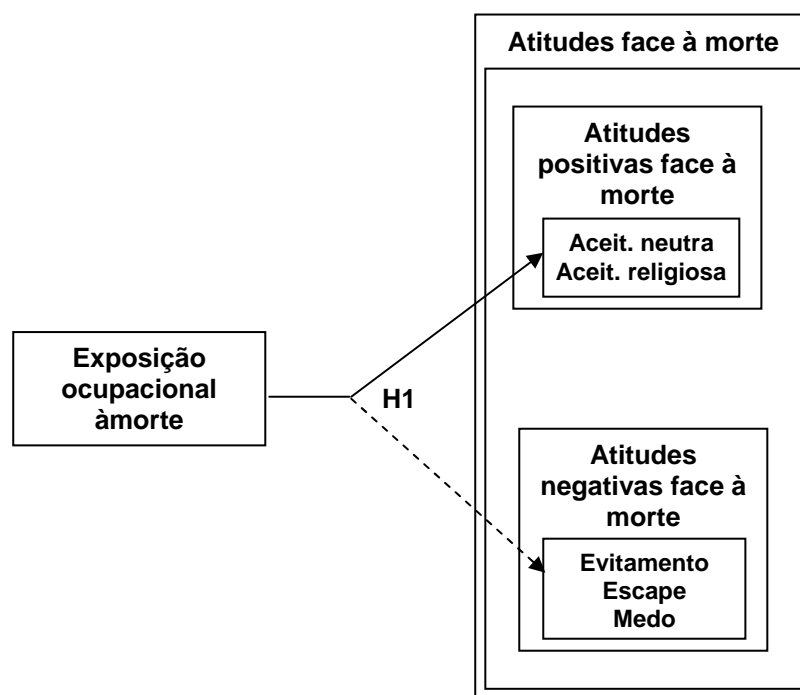 Atitudes face à morte
Atitudes
positivas face à
morte
Aceit. neutra
Aceit. religiosa
Exposição
ocupacional
àmorte
H1
Atitudes
negativas face à
morte
Evitamento
Escape
Medo